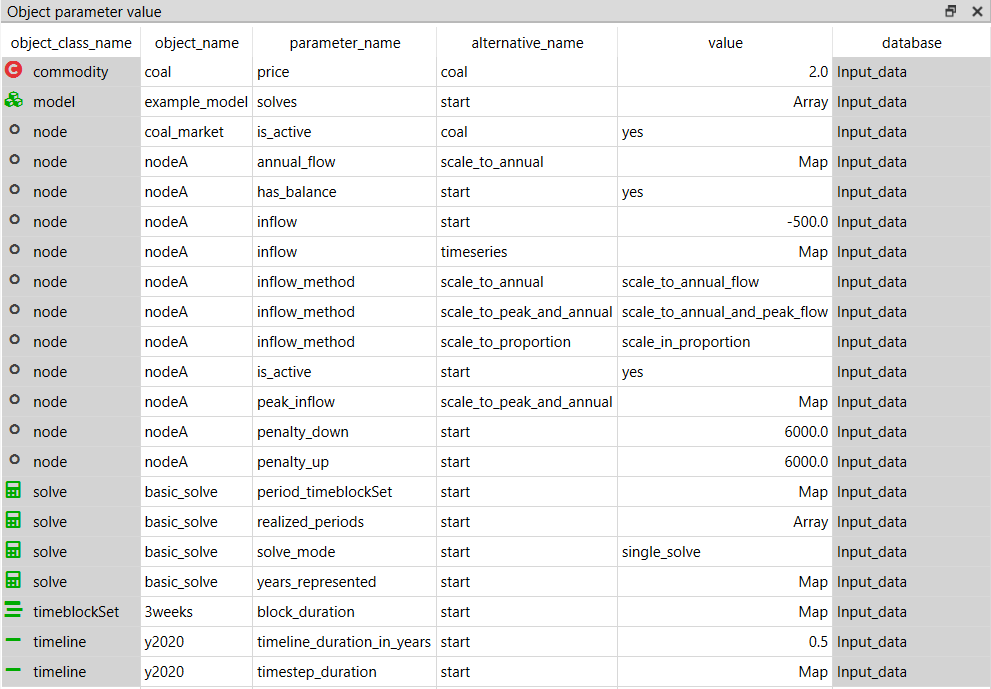 Object parameter value
object_class_name object_name parameter_name alternative_name value database
C commodity coal price coal 2.0 Input_data
model example_model solves start Array Input_data
node coal_market is_active coal yes Input_data
node nodeA annual_flow scale_to_annual Map Input_data
node nodeA has_balance start yes Input_data
node nodeA inflow start -500.0 Input_data
node nodeA inflow timeseries Map Input_data
node nodeA inflow_method scale_to_annual scale_to_annual_flow Input_data
node nodeA inflow_method scale_to_peak_and_annual scale_to_annual_and_peak_flow Input_data
node nodeA inflow_method scale_to_proportion scale_in_proportion Input_data
node nodeA is_active start yes Input_data
node nodeA peak_inflow scale_to_peak_and_annual Map Input_data
node nodeA penalty_down start 6000.0 Input_data
node nodeA penalty_up start 6000.0 Input_data
solve basic_solve period_timeblockSet start Map Input_data
solve basic_solve realized_periods start Array Input_data
solve basic_solve solve_mode start single_solve Input_data
solve basic_solve years_represented start Map Input_data
timeblockSet 3weeks block_duration start Map Input_data
timeline y2020 timeline_duration_in_years start 0.5 Input_data
timeline y2020 timestep_duration start Map Input_data